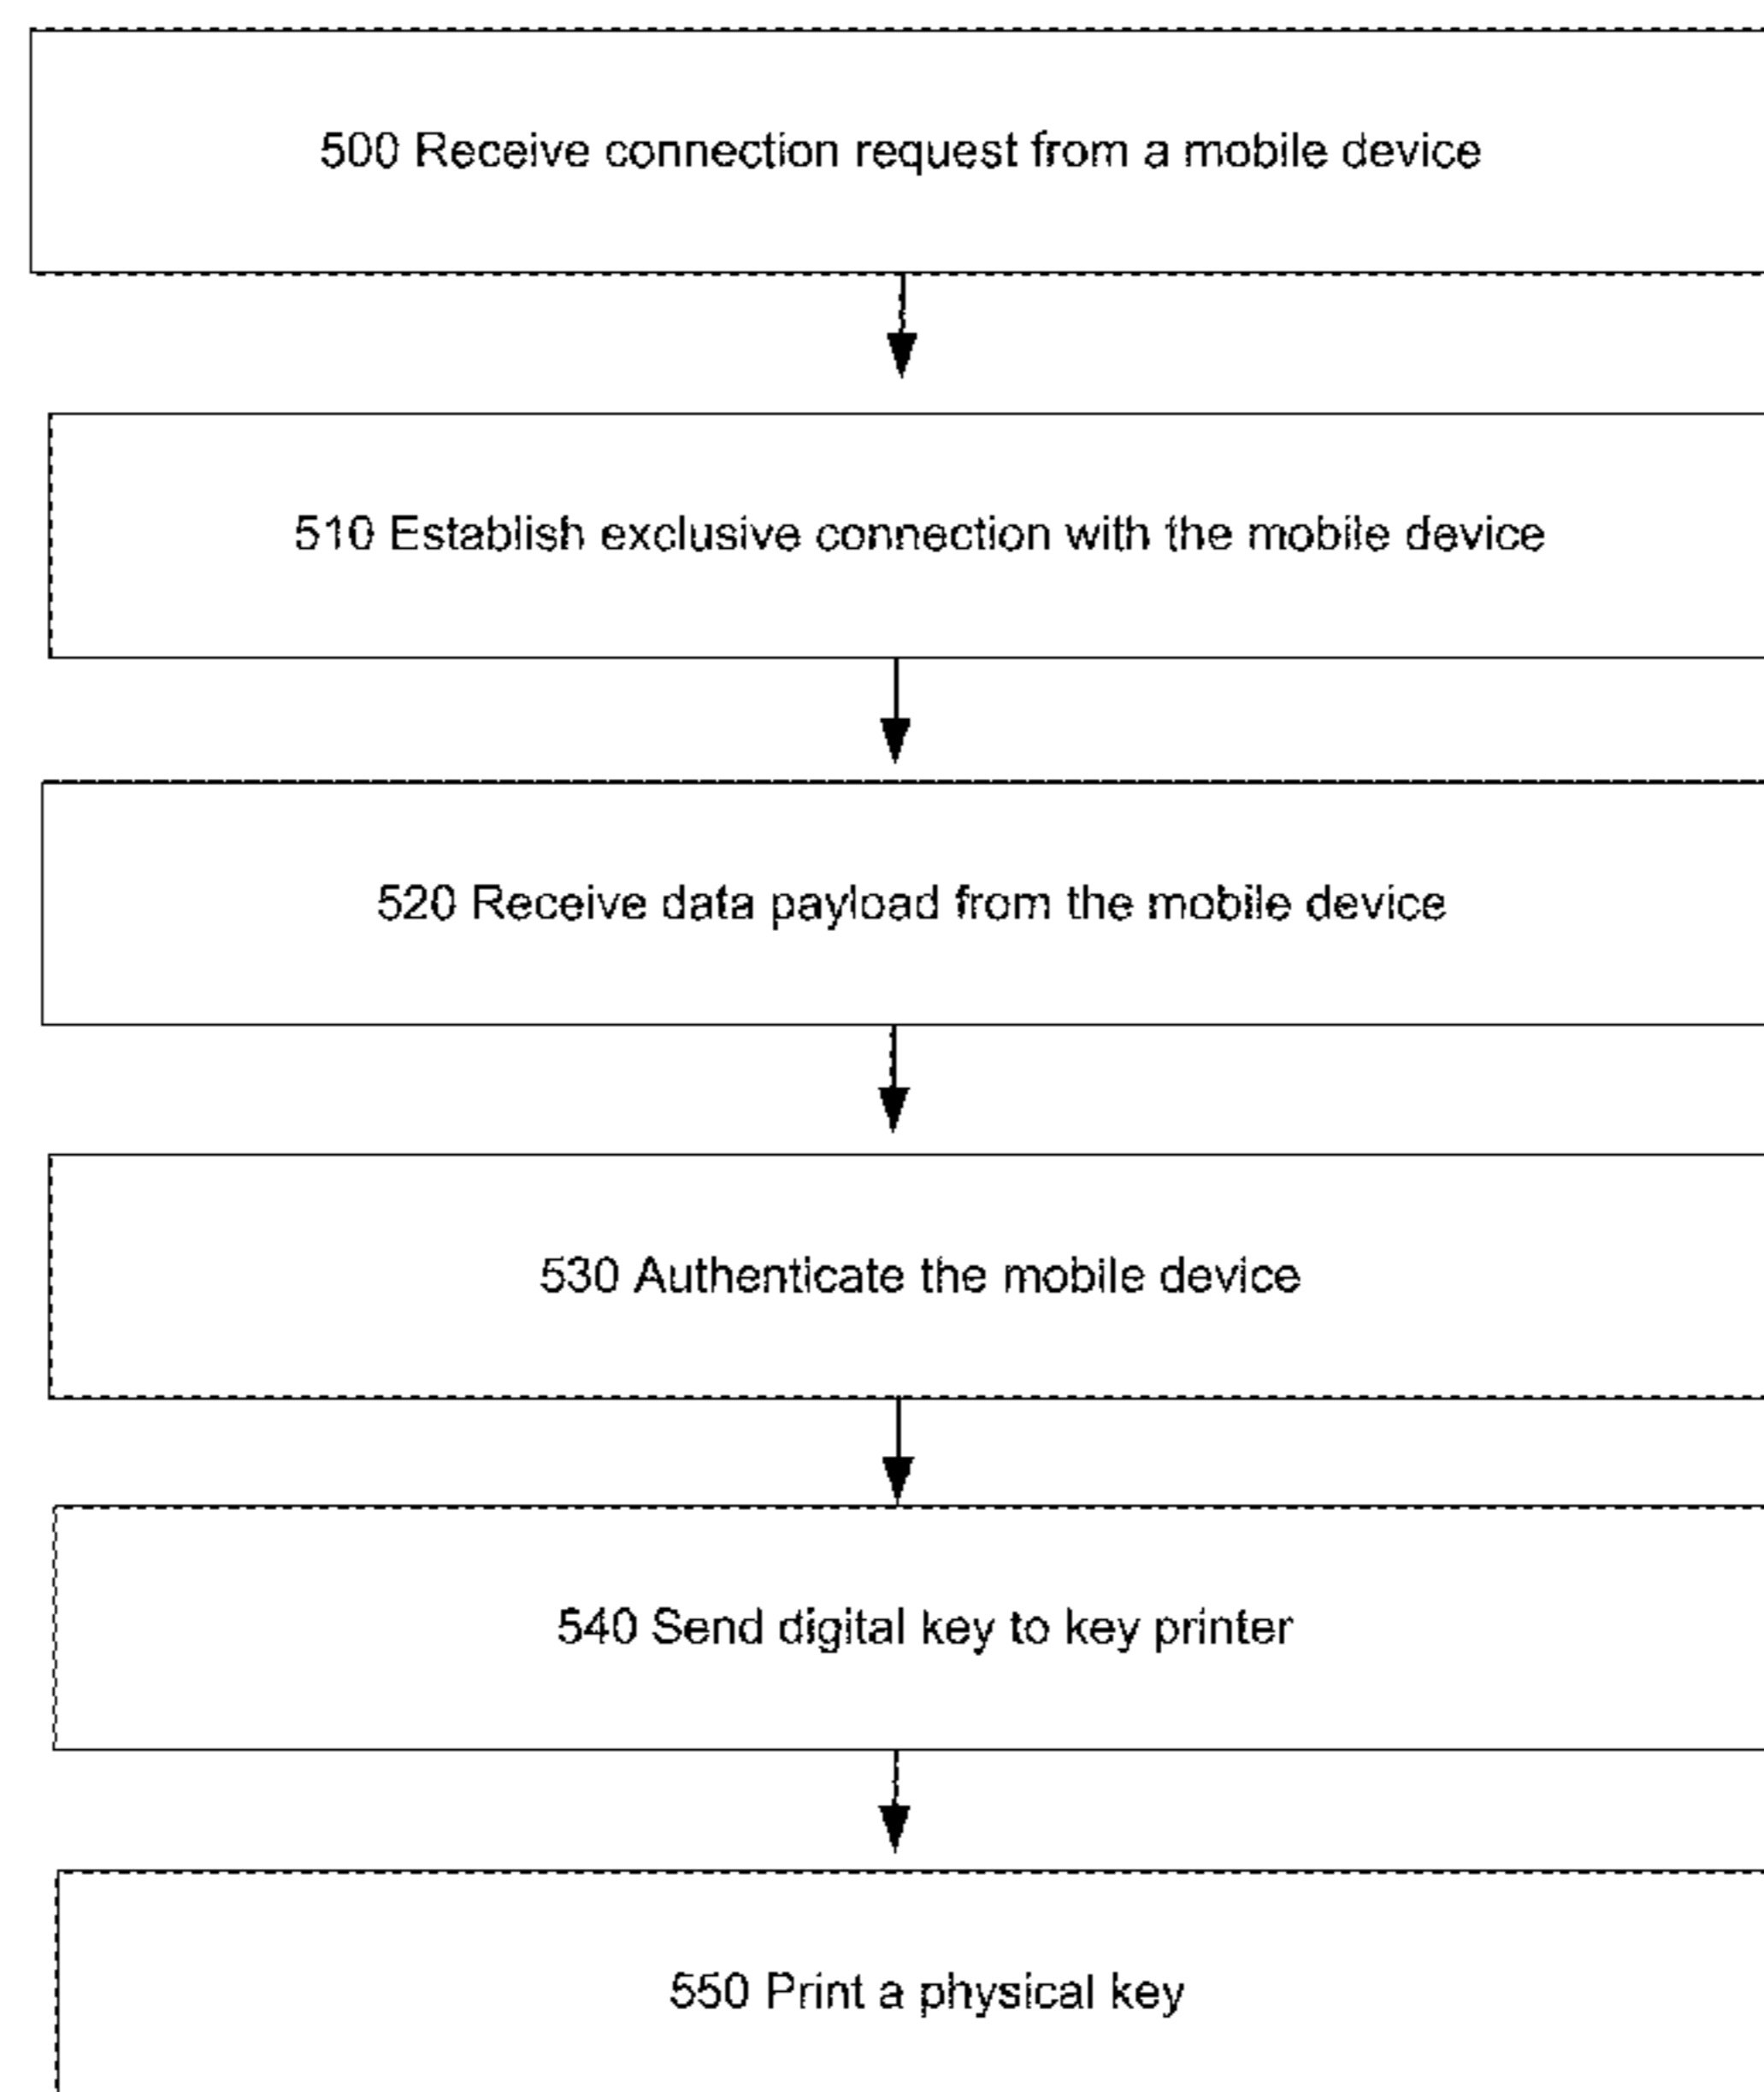 500 Receive connection request from a mobile device
510 Establish exclusive connection with the mobile device
520 Receive data payload from the mobile device
530 Authenticate the mobile device
540 Send digital key to key printer
550 Print a physical key